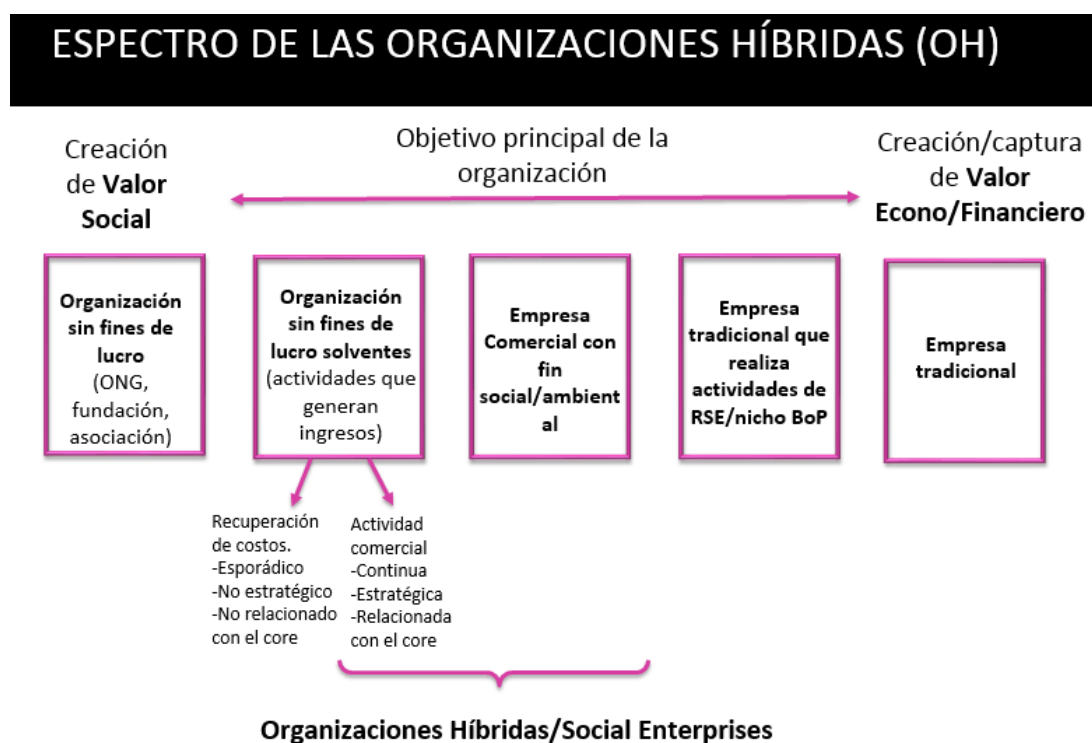 ESPECTRO DE LAS ORGANIZACIONES HÍBRIDAS (OH)
Creación
de Valor
Social
Objetivo principal de la
organización
Creación/captura
de Valor
Econo/Financiero
Organización
sin fines de
lucro
(ONG,
fundación,
asociación)
Organización
sin fines de
lucro solventes
(actividades que
generan
ingresos)
Empresa
Comercial con
fin
social/ambient
al
Empresa
tradicional que
realiza
actividades de
RSE/nicho BoP
Empresa
tradicional
Recuperación
de costos.
-Esporádico
-No estratégico
-No relacionado
con el core
Actividad
comercial
-Continua
-Estratégica
-Relacionada
con el core
Organizaciones Híbridas/Social Enterprises